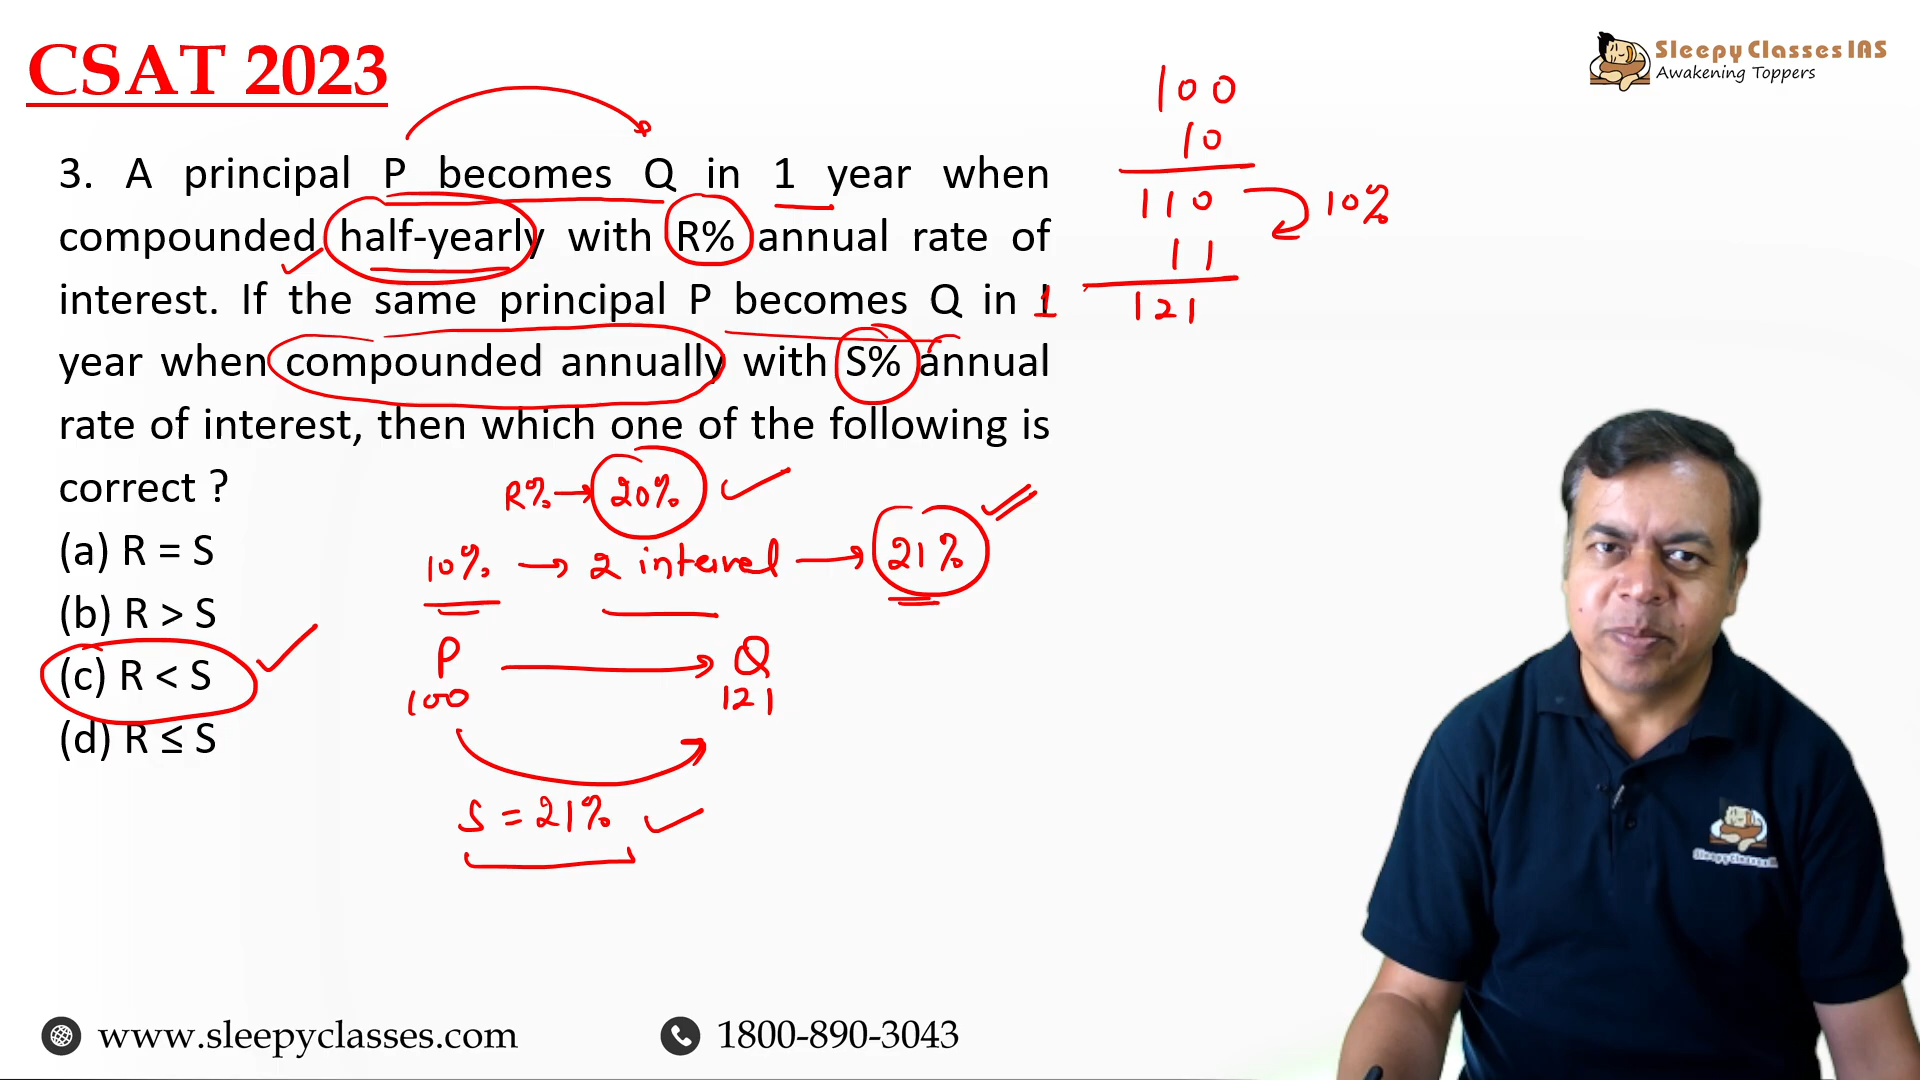 CSAT 2023
Sleepy Classes IAS
Awakening Toppers
3. A principal P becomes Q in 1 year when
compounded half-yearly with R% annual rate of
interest. If the same principal P becomes Q in 1
year when compounded annually with S% annual
rate of interest, then which one of the following is
correct ?
(a) R = S
(b) R > S
(c) R < S
(d) R ≤ S
R% → 20%
10% → 2 interval → 21%
P → Q
100 121
S = 21%
100
10
110 10%
11
121
SleepyClasses
www.sleepyclasses.com
1800-890-3043